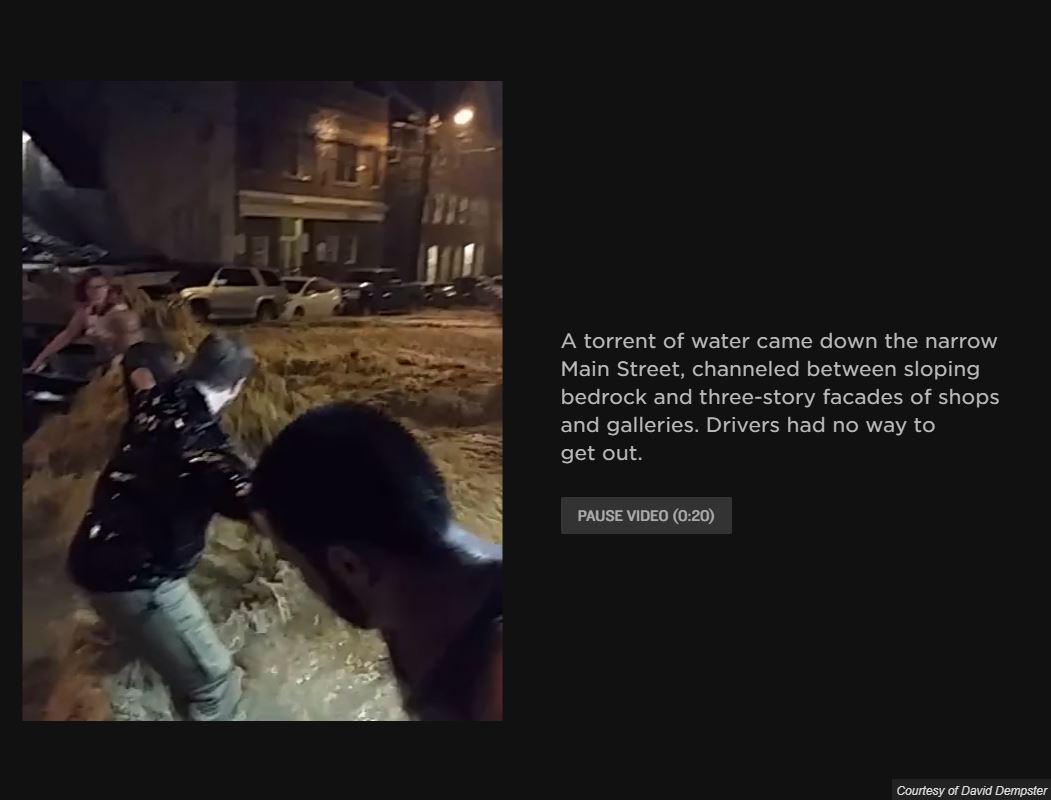 A torrent of water came down the narrow
Main Street, channeled between sloping
bedrock and three-story facades of shops
and galleries. Drivers had no way to
get out.
PAUSE VIDEO (0:20)
Courtesy of David Dempster